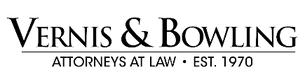 VERNIS & BOWLING
ATTORNEYS AT LAW • EST. 1970